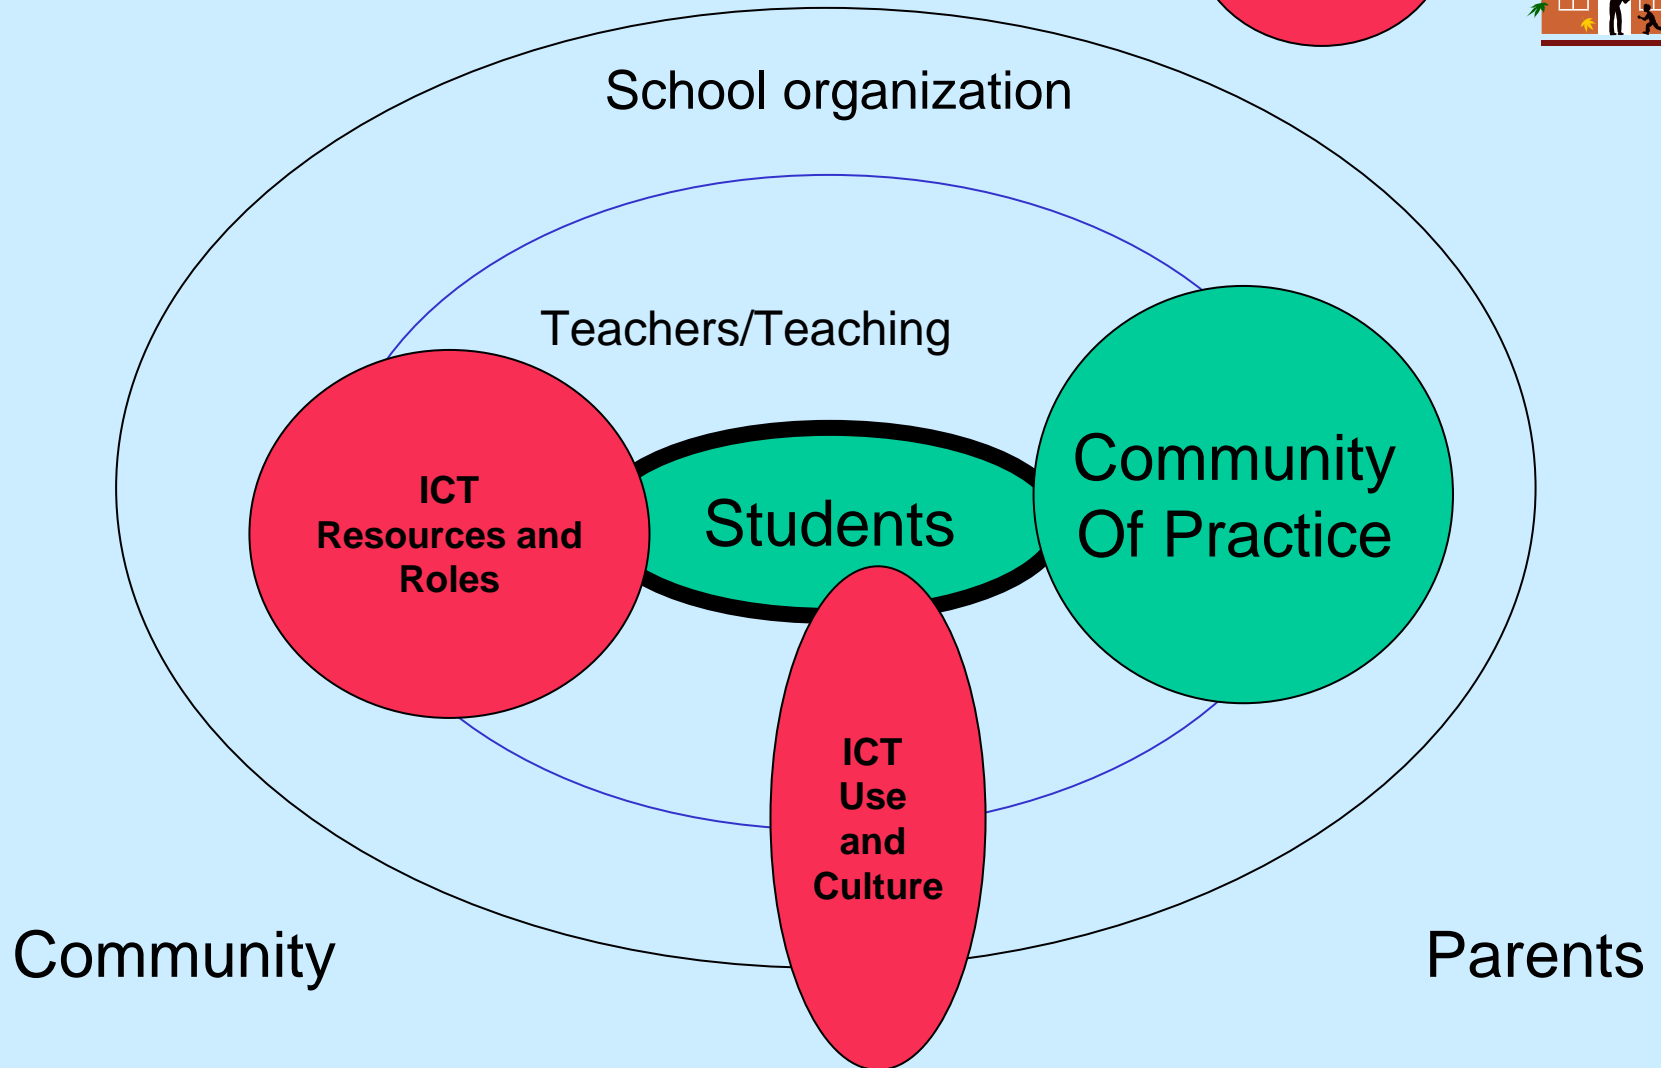 School organization
Teachers/Teaching
ICT
Resources and
Roles
Students
Community
Of Practice
ICT
Use
and
Culture
Community
Parents